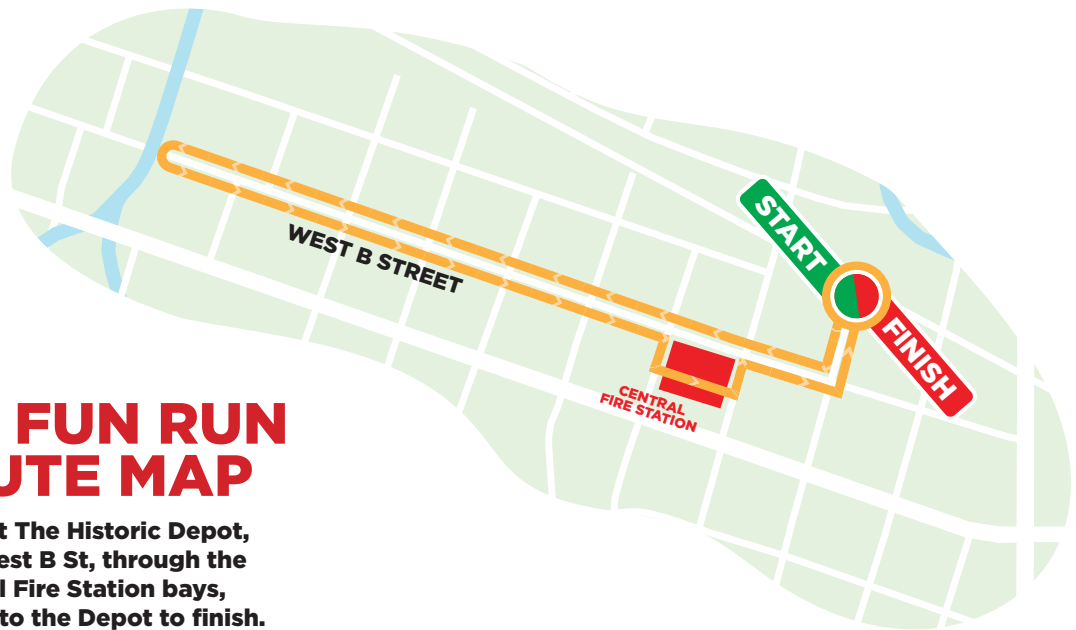 START
FINISH
WEST B STREET
CENTRAL
FIRE STATION
FUN RUN
UTE MAP
t The Historic Depot,
est B St, through the
l Fire Station bays,
to the Depot to finish.